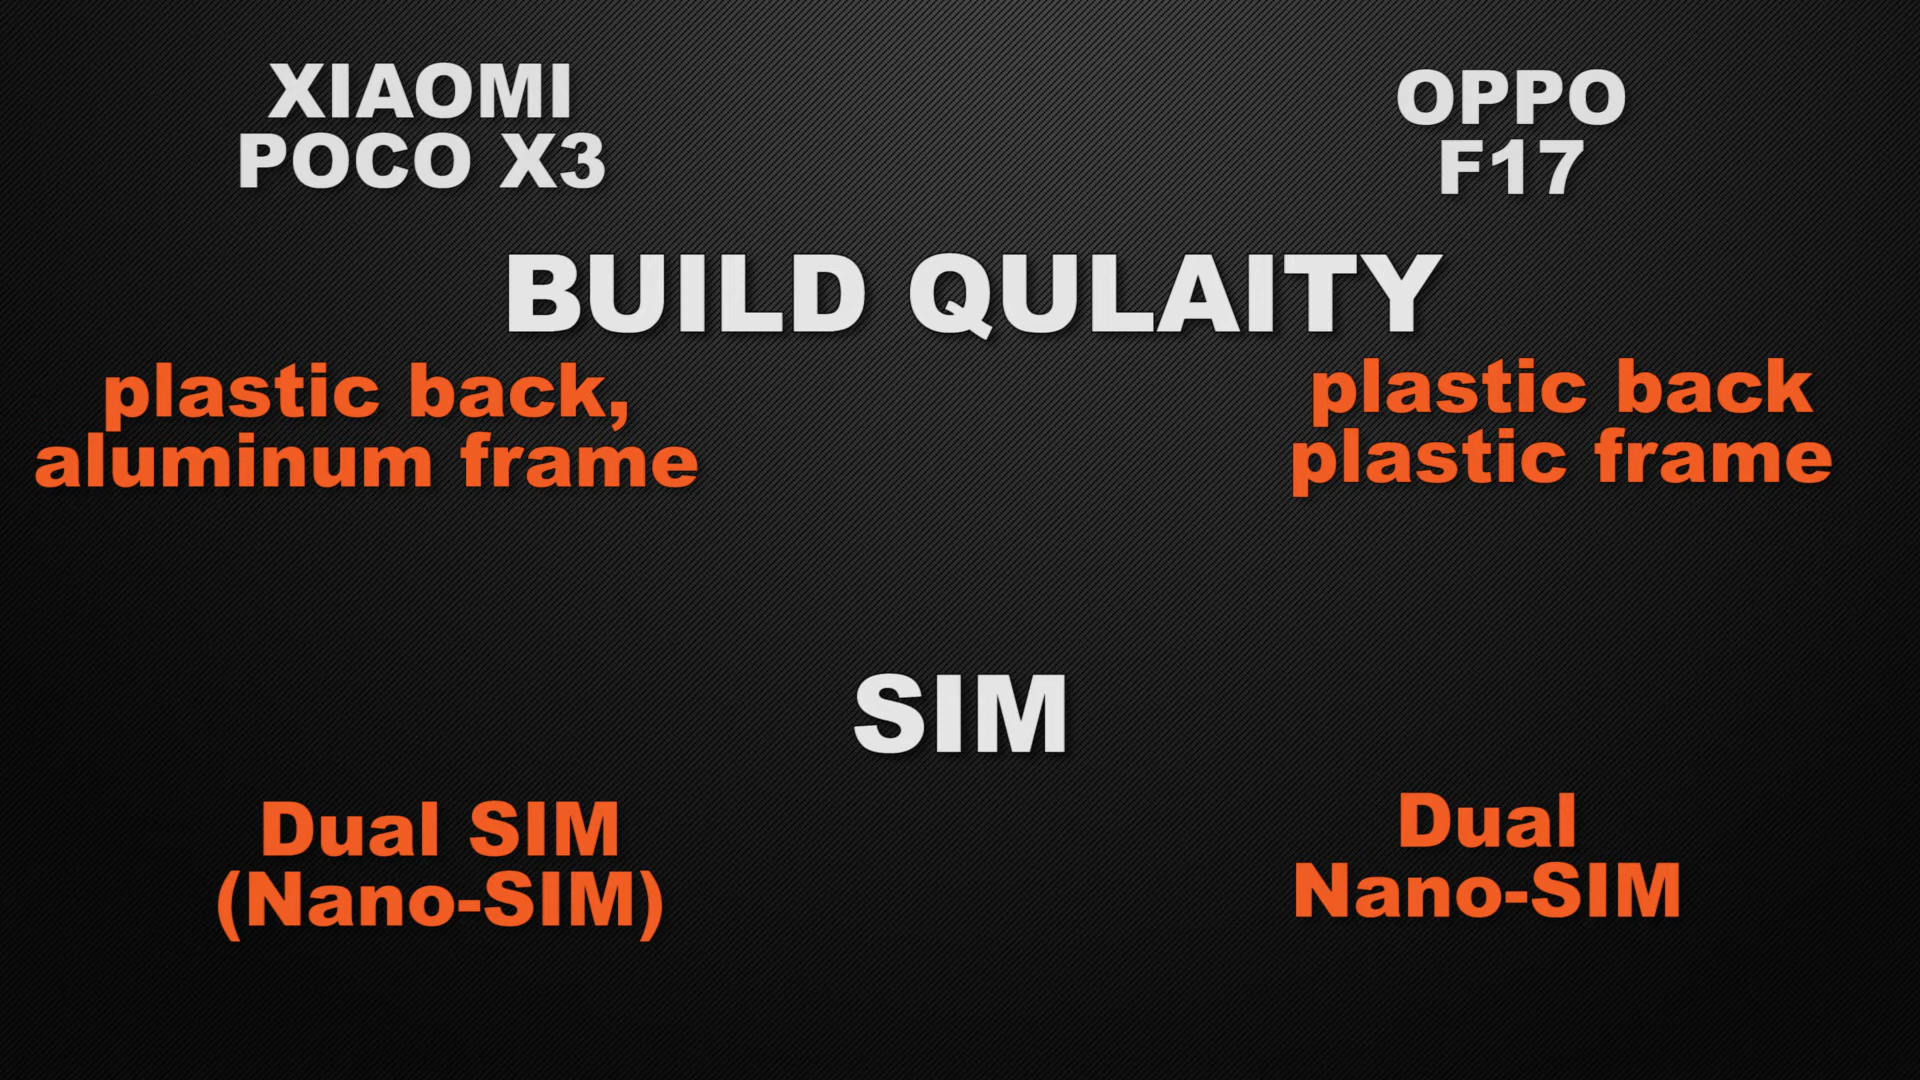 XIAOMI
POCO X3
OPPO
F17
BUILD QULAITY
plastic back,
aluminum frame
plastic back
plastic frame
SIM
Dual SIM
(Nano-SIM)
Dual
Nano-SIM